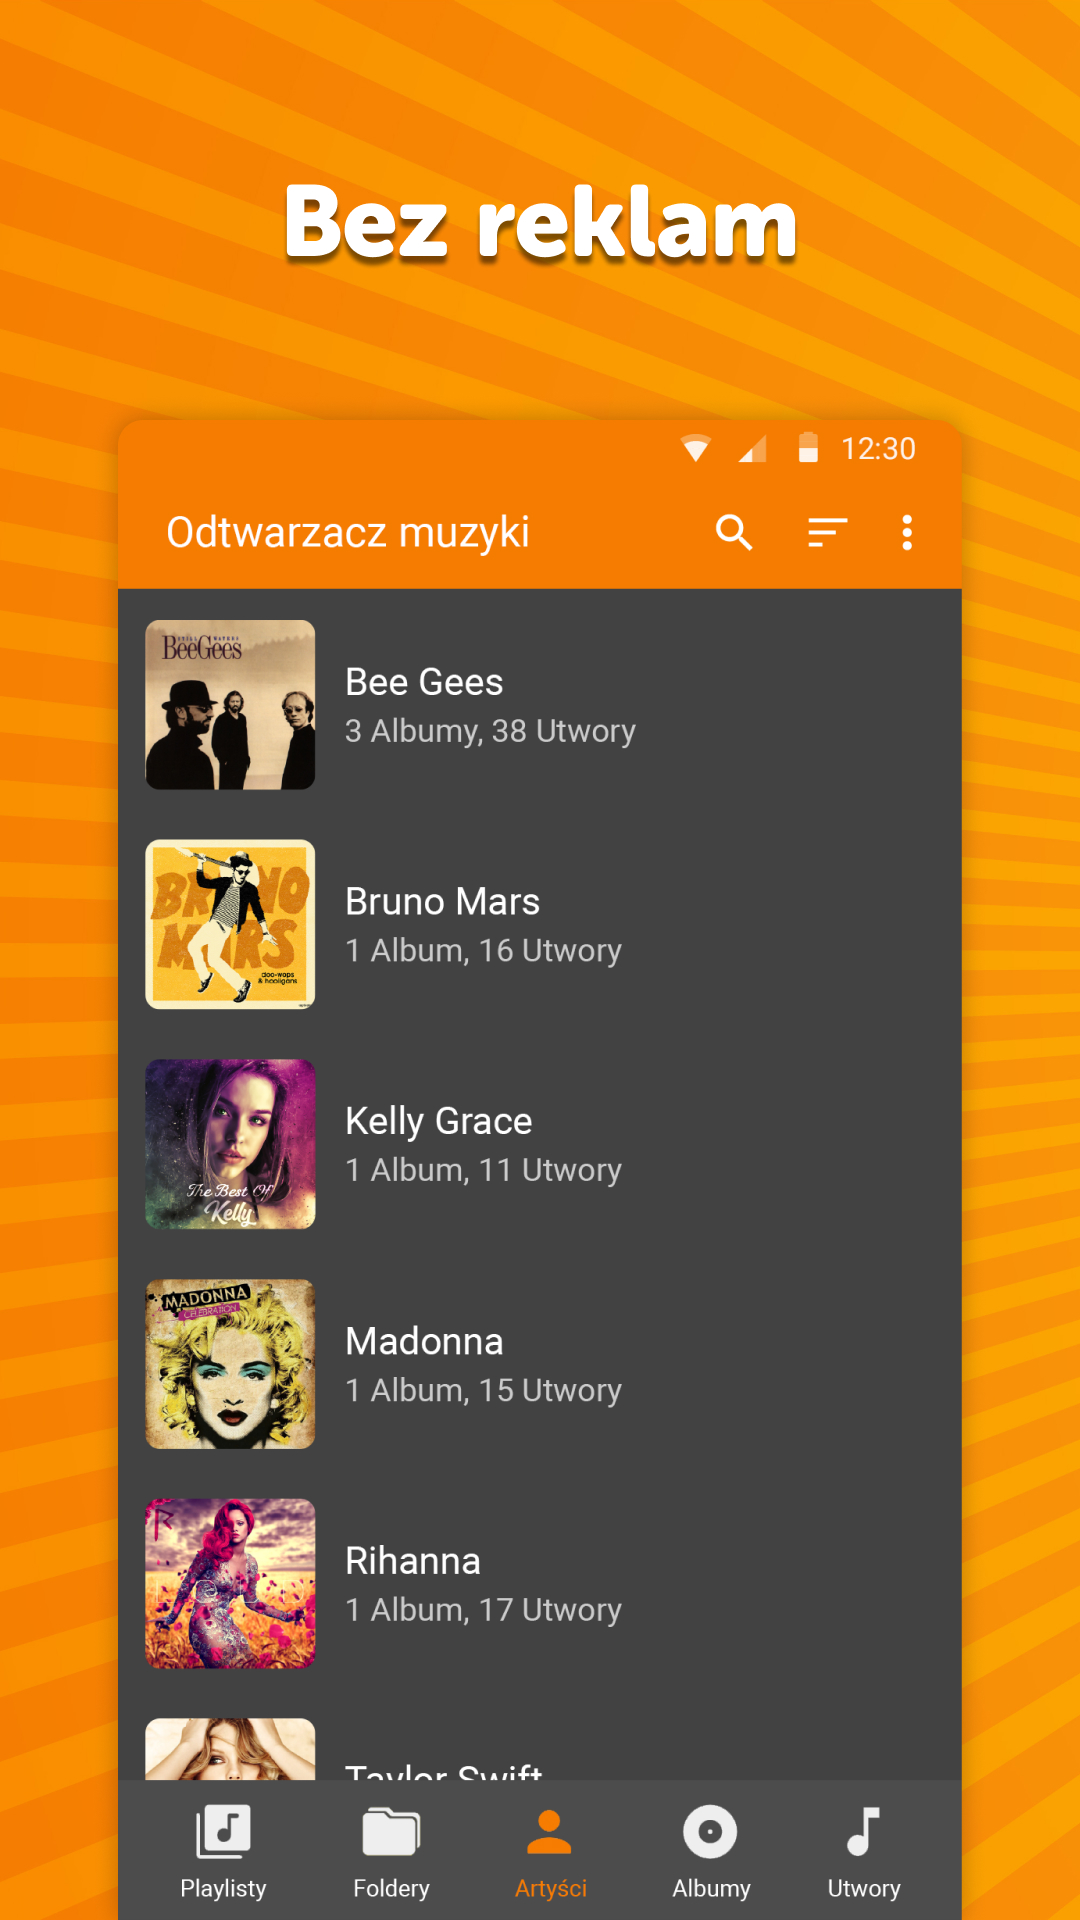 Bez reklam
12:30
Odtwarzacz muzyki
STILL WATERS
BeeGees
Bee Gees
3 Albumy, 38 Utwory
BRUNO
MARS
doo-wops
& hooligans
Bruno Mars
1 Album, 16 Utwory
The Best Of
Kelly
Kelly Grace
1 Album, 11 Utwory
MADONNA
CELEBRATION
Madonna
1 Album, 15 Utwory
R
Rihanna
1 Album, 17 Utwory
Taylor Swift
Playlisty
Foldery
Artyści
Albumy
Utwory